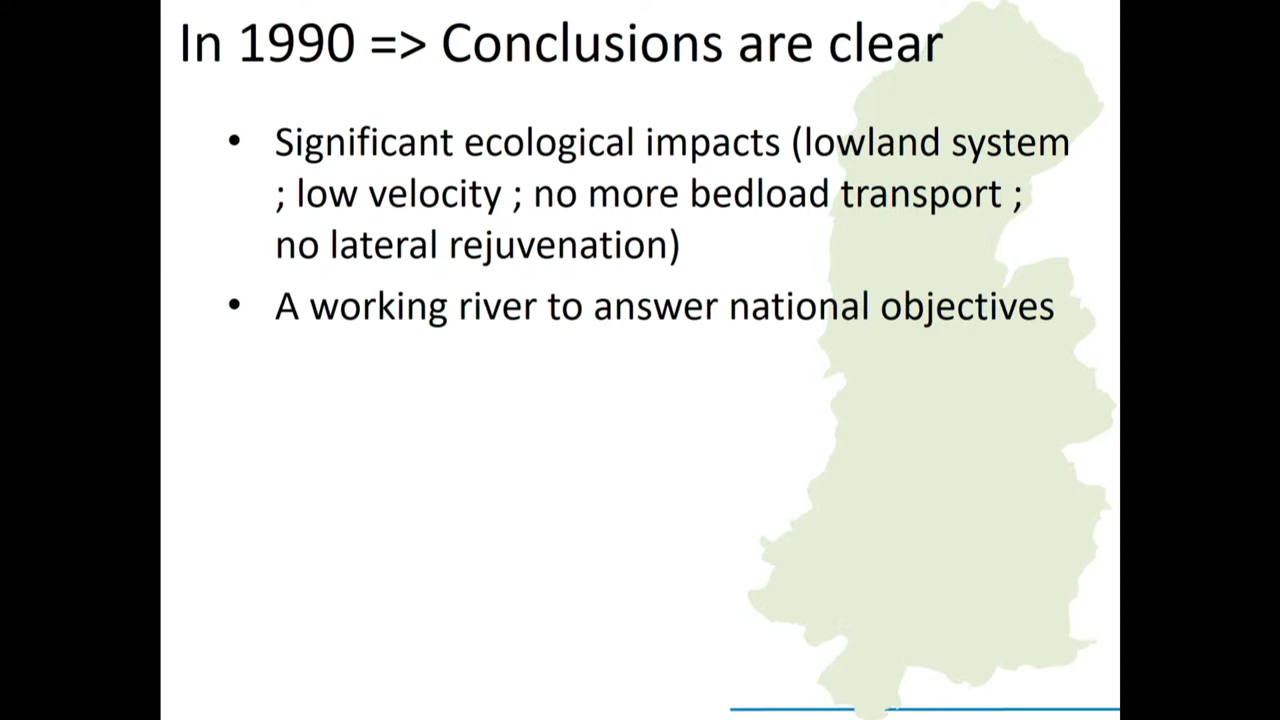 In 1990 => Conclusions are clear
• Significant ecological impacts (lowland system
; low velocity ; no more bedload transport ;
no lateral rejuvenation)
• A working river to answer national objectives